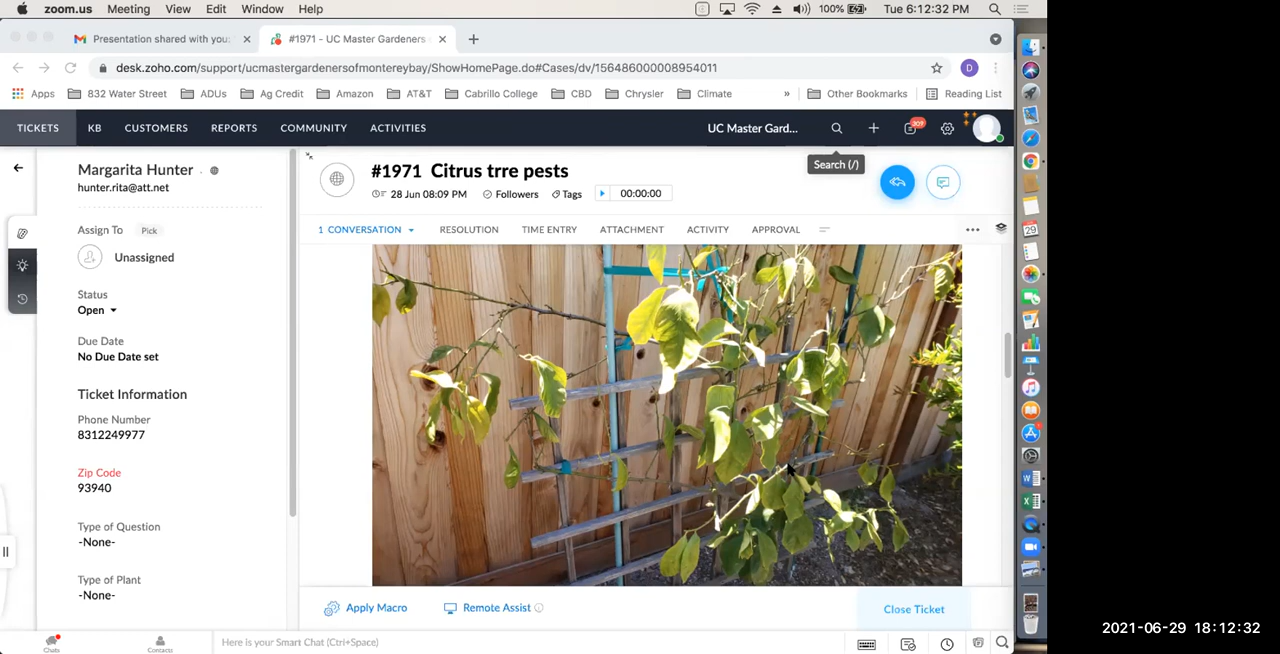 zoom.us Meeting View Edit Window Help 100% Tue 6:12:32 PM
Presentation shared with you: #1971 - UC Master Gardeners
desk.zoho.com/support/ucmastergardenersofmontereybay/ShowHomePage.do#Cases/dv/156486000008954011 D
Apps 832 Water Street ADUs Ag Credit Amazon AT&T Cabrillo College CBD Chrysler Climate » Other Bookmarks Reading List
TICKETS KB CUSTOMERS REPORTS COMMUNITY ACTIVITIES UC Master Gard... 309
Search (/)
Margarita Hunter
hunter.rita@att.net
#1971 Citrus trre pests
28 Jun 08:09 PM Followers Tags 00:00:00
1 CONVERSATION RESOLUTION TIME ENTRY ATTACHMENT ACTIVITY APPROVAL
Assign To Pick
Unassigned
Status
Open
Due Date
No Due Date set
Ticket Information
Phone Number
8312249977
Zip Code
93940
Type of Question
-None-
Type of Plant
-None-
Apply Macro Remote Assist Close Ticket
Chats Contacts Here is your Smart Chat (Ctrl+Space)
2021-06-29 18:12:32